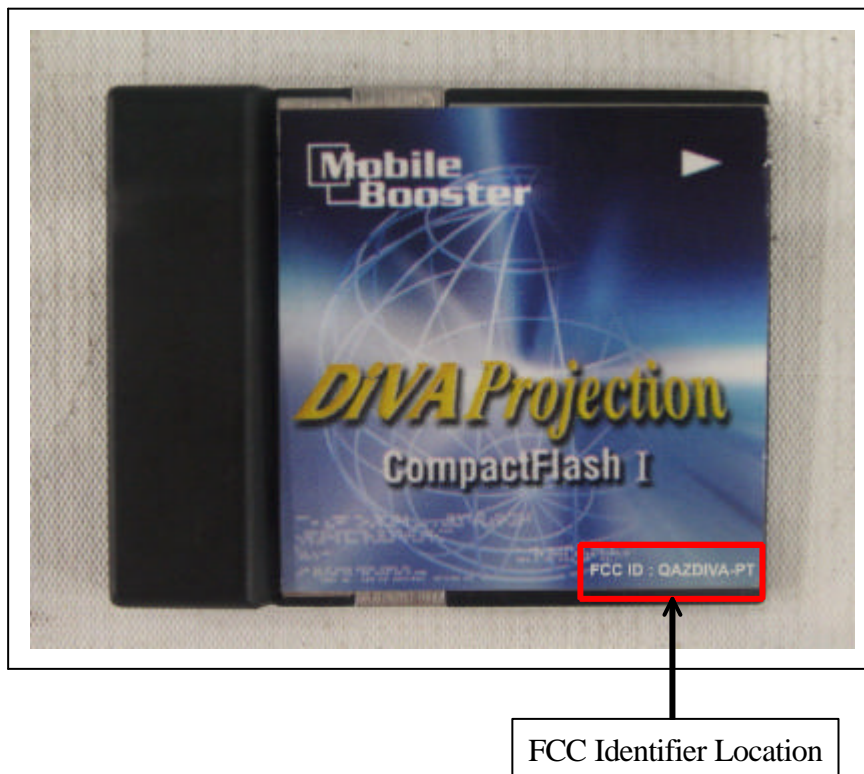 Mobile
Booster
DiVA Projection
CompactFlash I
FCC ID : QAZDIVA-PT
FCC Identifier Location